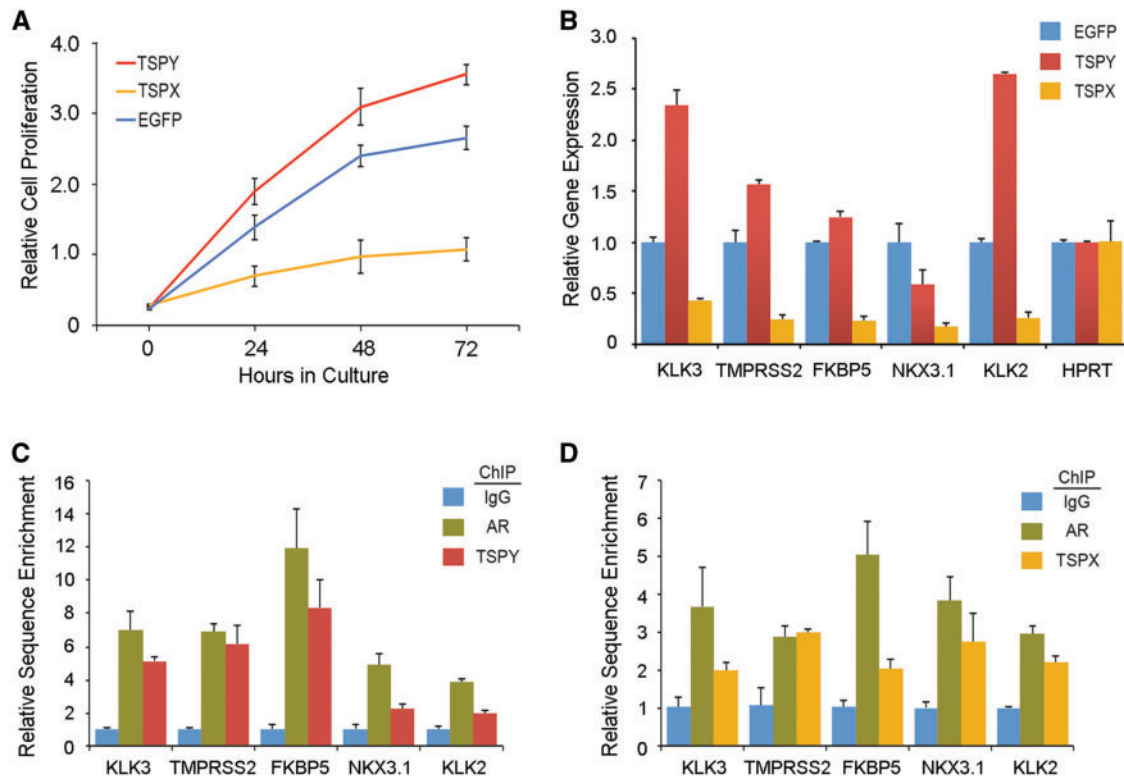 A
4.0
3.0
2.0
1.0
0
Relative Cell Proliferation
TSPY
TSPX
EGFP
0 24 48 72
Hours in Culture
B
3.0
2.5
2.0
1.5
1.0
0.5
0
Relative Gene Expression
EGFP
TSPY
TSPX
KLK3 TMPRSS2 FKBP5 NKX3.1 KLK2 HPRT
C
16
14
12
10
8
6
4
2
0
Relative Sequence Enrichment
ChIP
IgG
AR
TSPY
KLK3 TMPRSS2 FKBP5 NKX3.1 KLK2
D
7
6
5
4
3
2
1
0
Relative Sequence Enrichment
ChIP
IgG
AR
TSPX
KLK3 TMPRSS2 FKBP5 NKX3.1 KLK2